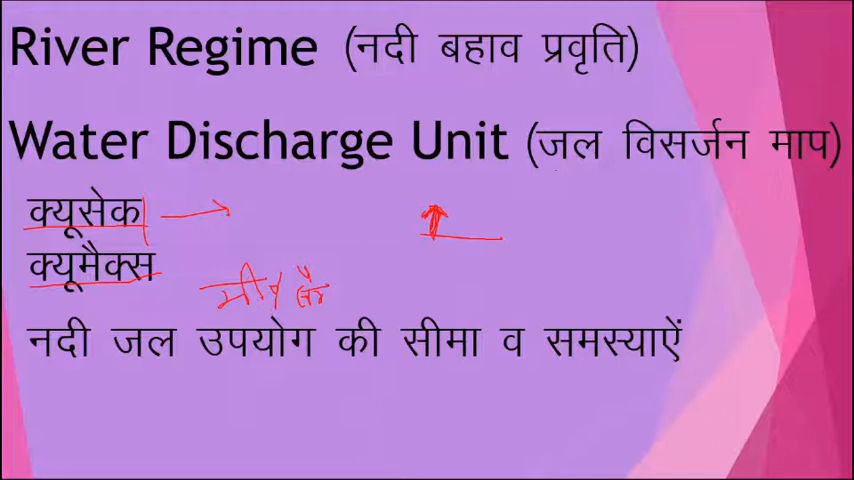 River Regime (नदी बहाव प्रवृति)
Water Discharge Unit (जल विसर्जन माप)
क्यूसेक
क्यूमैक्स
नदी जल उपयोग की सीमा व समस्याऐं